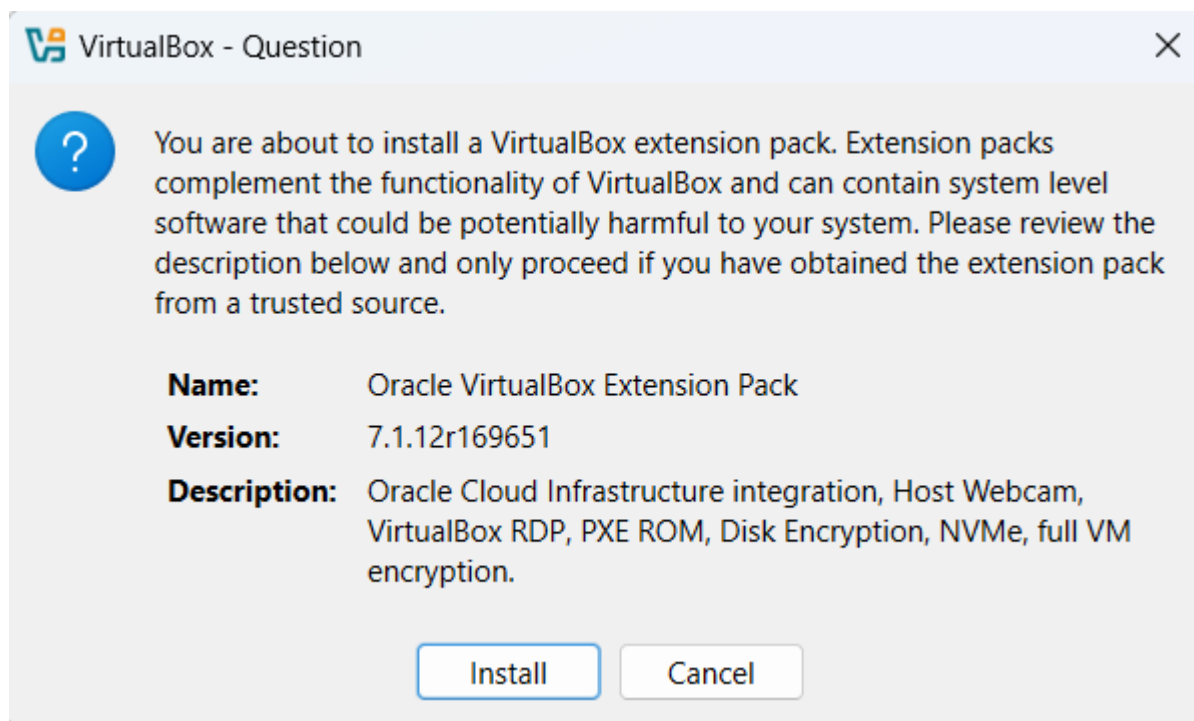 VirtualBox - Question
?
You are about to install a VirtualBox extension pack. Extension packs
complement the functionality of VirtualBox and can contain system level
software that could be potentially harmful to your system. Please review the
description below and only proceed if you have obtained the extension pack
from a trusted source.
Name: Oracle VirtualBox Extension Pack
Version: 7.1.12r169651
Description: Oracle Cloud Infrastructure integration, Host Webcam,
VirtualBox RDP, PXE ROM, Disk Encryption, NVMe, full VM
encryption.
Install Cancel